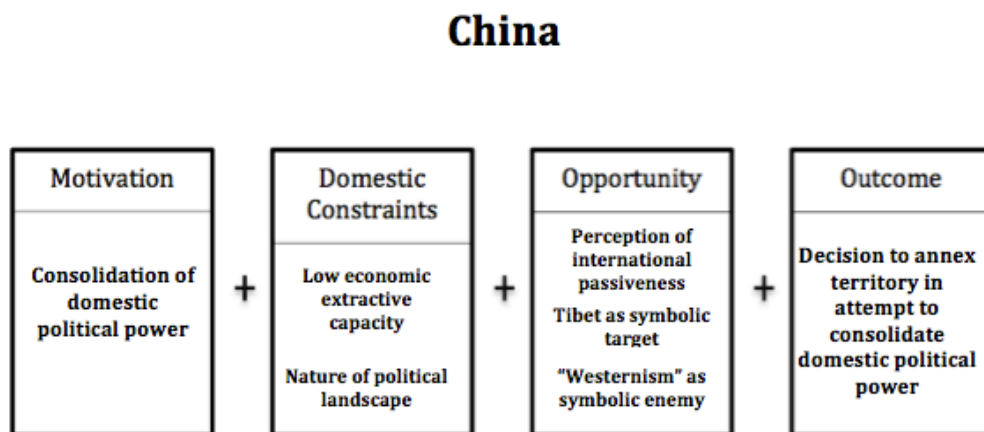 China
Motivation
Consolidation of
domestic
political power
+
Domestic
Constraints
Low economic
extractive
capacity
Nature of political
landscape
+
Opportunity
Perception of
international
passiveness
Tibet as symbolic
target
"Westernism" as
symbolic enemy
+
Outcome
Decision to annex
territory in
attempt to
consolidate
domestic political
power